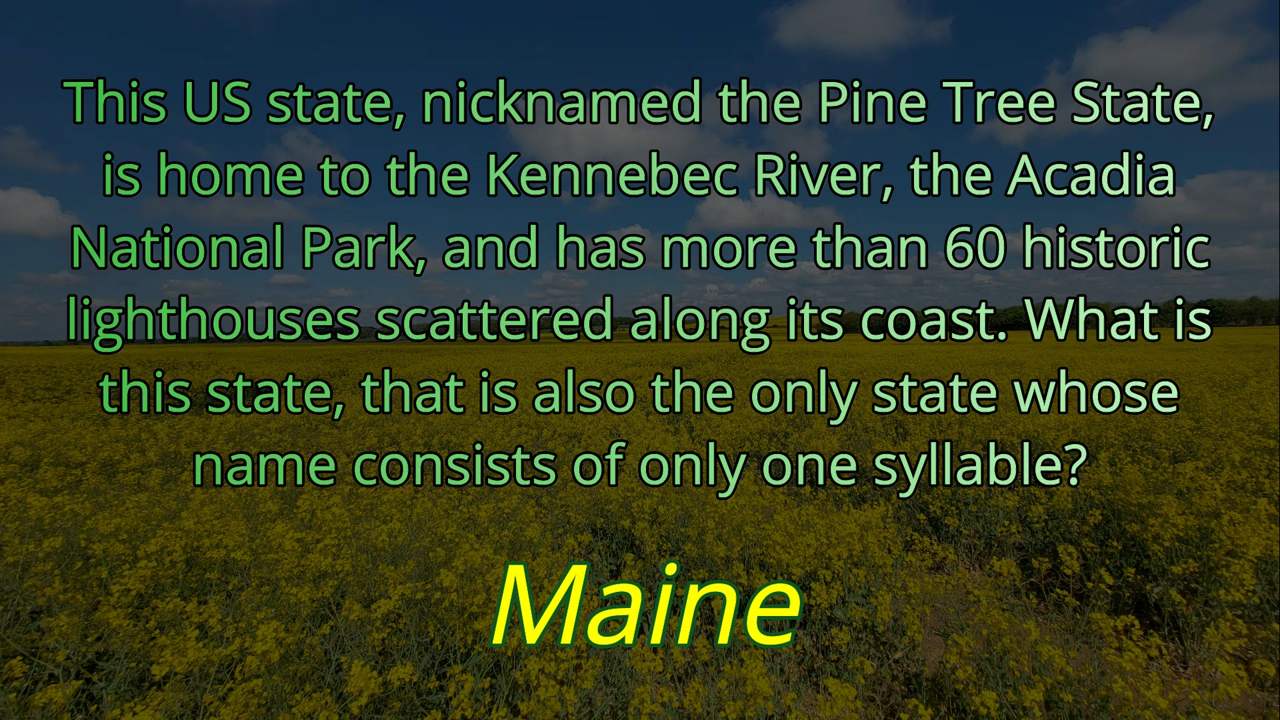 This US state, nicknamed the Pine Tree State,
is home to the Kennebec River, the Acadia
National Park, and has more than 60 historic
lighthouses scattered along its coast. What is
this state, that is also the only state whose
name consists of only one syllable?
Maine